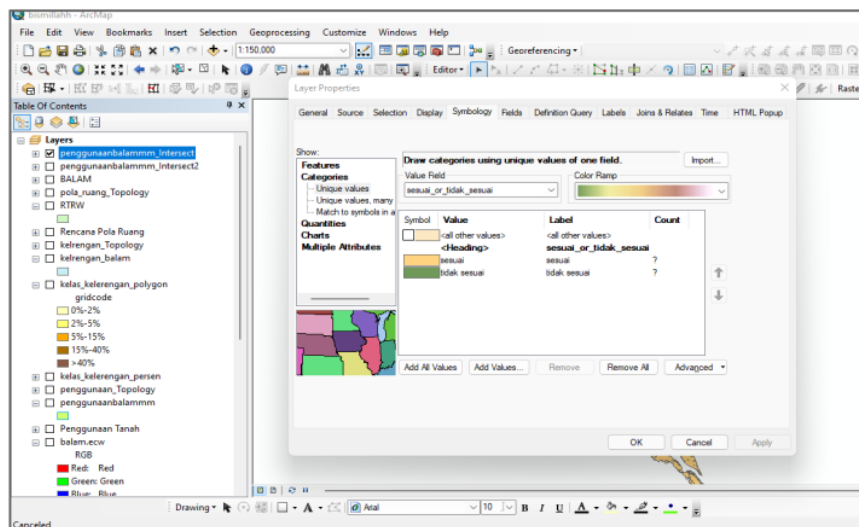 bismillahh - ArcMap
File Edit View Bookmarks Insert Selection Geoprocessing Customize Windows Help
1:150,000 Georeferencing
Editor
Layer Properties
Raste
General Source Selection Display Symbology Fields Definition Query Labels Joins & Relates Time HTML Popup
Show:
Features
Categories
Unique values
Unique values, many
Match to symbols in a
Quantities
Charts
Multiple Attributes
Draw categories using unique values of one field.
Import...
Value Field
sesuai_or_tidak_sesuai
Color Ramp
Symbol Value Label Count
<all other values> <all other values>
<Heading> sesuai_or_tidak_sesuai
sesuai sesuai ?
tidak sesuai tidak sesuai ?
Add All Values Add Values... Remove Remove All Advanced
OK Cancel Apply
Table Of Contents
Layers
penggunaanbalammm_Intersect
penggunaanbalammm_Intersect2
BALAM
pola_ruang_Topology
RTRW
Rencana Pola Ruang
kelrengan_Topology
kelrengan_balam
kelas_kelerengan_polygon
gridcode
0%-2%
2%-5%
5%-15%
15%-40%
>40%
kelas_kelerengan_persen
penggunaan_Topology
penggunaanbalammm
Penggunaan Tanah
balam.ecw
RGB
Red: Red
Green: Green
Blue: Blue
Drawing A Arial 10 B I U A
Canceled